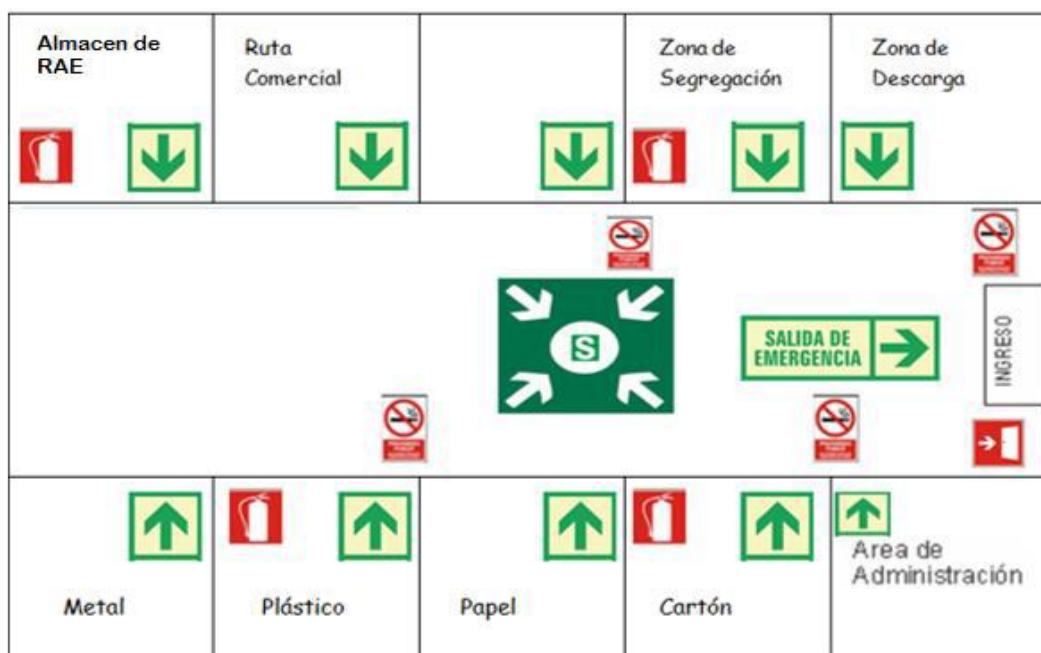 Almacen de
RAE
Ruta
Comercial
Zona de
Segregación
Zona de
Descarga
S
SALIDA DE
EMERGENCIA
INGRESO
Metal
Plástico
Papel
Cartón
Area de
Administración